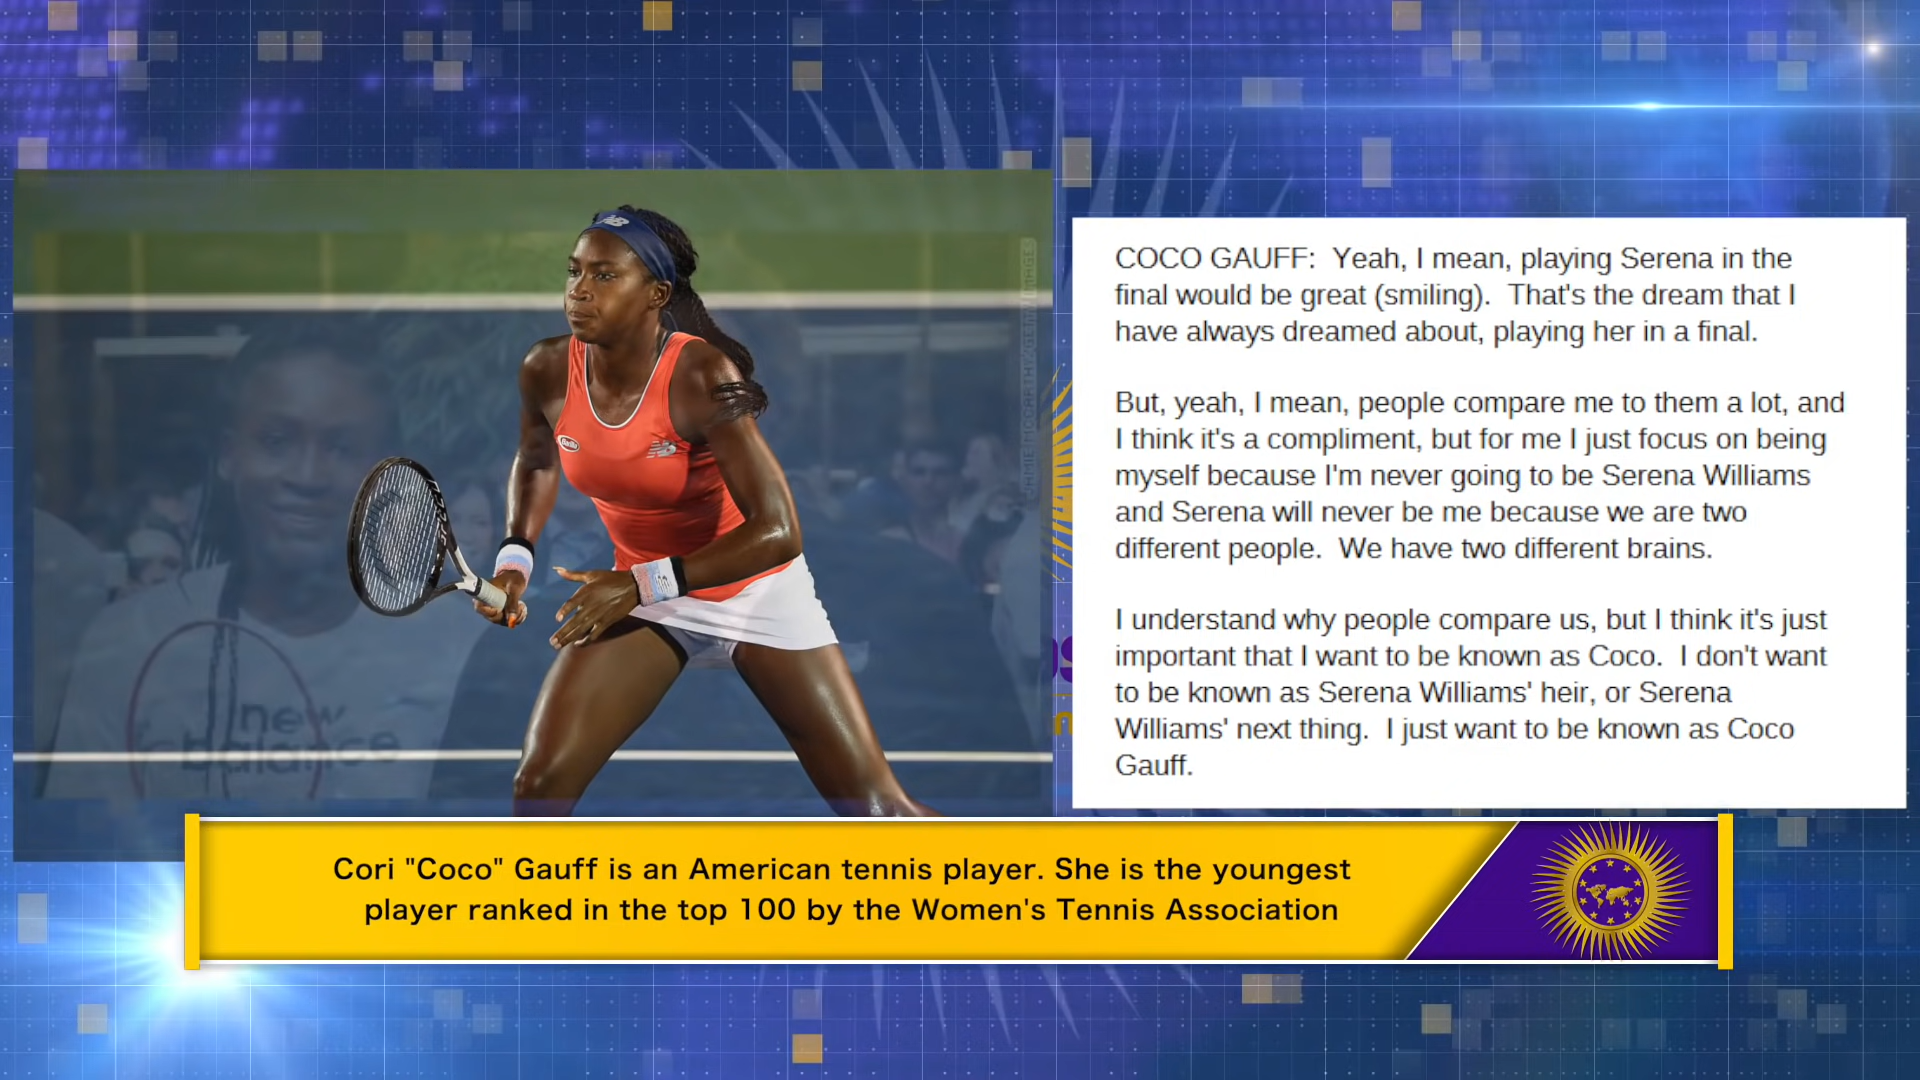 COCO GAUFF:  Yeah, I mean, playing Serena in the
final would be great (smiling).  That's the dream that I
have always dreamed about, playing her in a final.
But, yeah, I mean, people compare me to them a lot, and
I think it's a compliment, but for me I just focus on being
myself because I'm never going to be Serena Williams
and Serena will never be me because we are two
different people.  We have two different brains.
I understand why people compare us, but I think it's just
important that I want to be known as Coco.  I don't want
to be known as Serena Williams' heir, or Serena
Williams' next thing.  I just want to be known as Coco
Gauff.
new
balance
Cori "Coco" Gauff is an American tennis player. She is the youngest
player ranked in the top 100 by the Women's Tennis Association